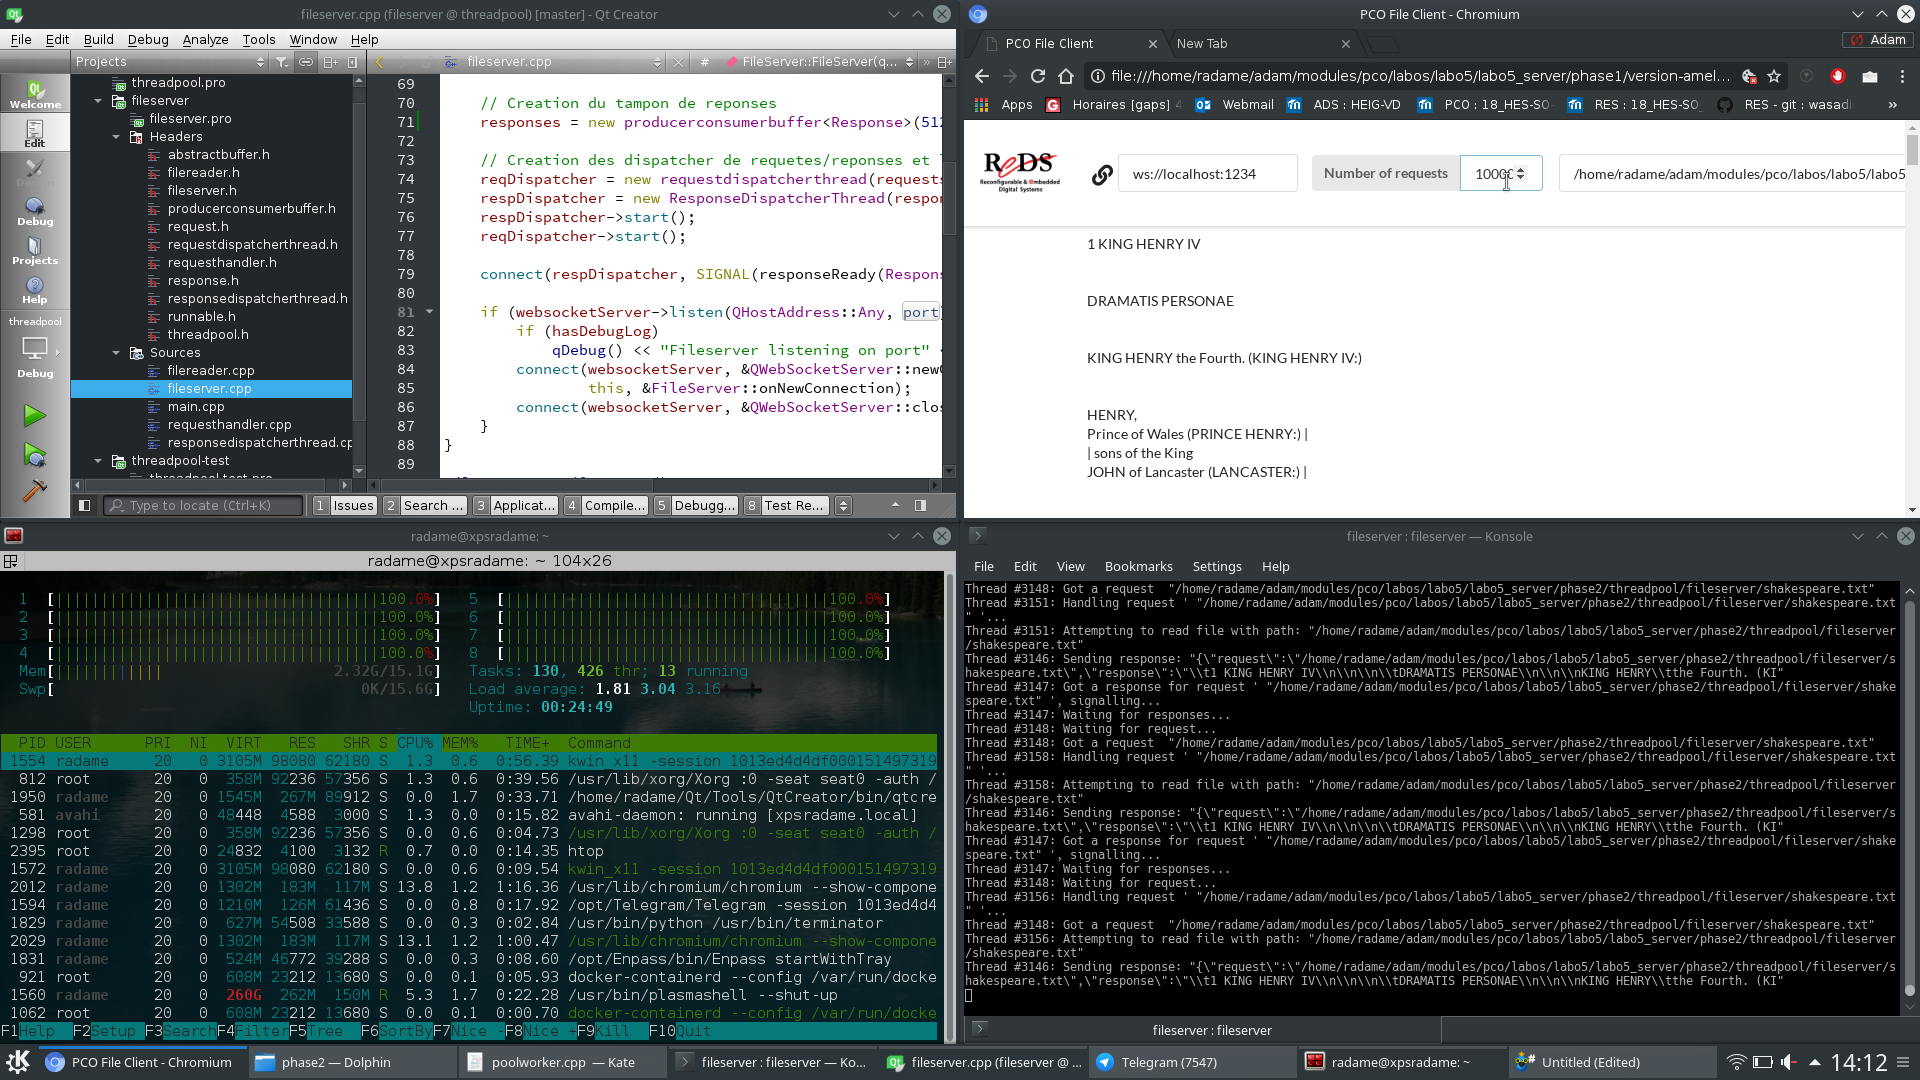 fileserver.cpp (fileserver @ threadpool) [master] - Qt Creator
File Edit Build Debug Analyze Tools Window Help
Projects
fileserver.cpp
# FileServer::FileServer(q...
Welcome
Edit
Debug
Projects
Help
threadpool
Debug
threadpool.pro
fileserver
fileserver.pro
Headers
abstractbuffer.h
filereader.h
fileserver.h
producerconsumerbuffer.h
request.h
requestdispatcherthread.h
requesthandler.h
response.h
responsedispatcherthread.h
runnable.h
threadpool.h
Sources
filereader.cpp
fileserver.cpp
main.cpp
requesthandler.cpp
responsedispatcherthread.cp
threadpool-test
69
70 // Creation du tampon de reponses
71 responses = new producerconsumerbuffer<Response>(512
72
73 // Creation des dispatcher de requetes/reponses et
74 reqDispatcher = new requestdispatcherthread(requests
75 respDispatcher = new ResponseDispatcherThread(respon
76 respDispatcher->start();
77 reqDispatcher->start();
78
79 connect(respDispatcher, SIGNAL(responseReady(Respons
80
81 if (websocketServer->listen(QHostAddress::Any, port
82 if (hasDebugLog)
83 qDebug() << "Fileserver listening on port"
84 connect(websocketServer, &QWebSocketServer::newC
85 this, &FileServer::onNewConnection);
86 connect(websocketServer, &QWebSocketServer::clos
87 }
88 }
89
Type to locate (Ctrl+K) 1 Issues 2 Search ... 3 Applicat... 4 Compile... 5 Debugg... 8 Test Re...
PCO File Client - Chromium
PCO File Client New Tab Adam
file:///home/radame/adam/modules/pco/labos/labo5/labo5_server/phase1/version-amel...
Apps Horaires [gaps] Webmail ADS : HEIG-VD PCO : 18_HES-SO RES : 18_HES-SO_ RES - git : wasad
ReDS
Reconfigurable & embedded
Digital Systems
ws://localhost:1234 Number of requests 1000 /home/radame/adam/modules/pco/labos/labo5/labo5
1 KING HENRY IV
DRAMATIS PERSONAE
KING HENRY the Fourth. (KING HENRY IV:)
HENRY,
Prince of Wales (PRINCE HENRY:) |
| sons of the King
JOHN of Lancaster (LANCASTER:) |
radame@xpsradame: ~
radame@xpsradame: ~ 104x26
1 [100.0%] 5 [100.0%]
2 [100.0%] 6 [100.0%]
3 [100.0%] 7 [100.0%]
4 [100.0%] 8 [100.0%]
Mem[2.32G/15.1G] Tasks: 130, 426 thr; 13 running
Swp[0K/15.6G] Load average: 1.81 3.04 3.16
Uptime: 00:24:49
PID USER PRI NI VIRT RES SHR S CPU% MEM% TIME+ Command
1554 radame 20 0 3105M 98080 62180 S 1.3 0.6 0:56.39 kwin_x11 -session 1013ed4d4df000151497319
812 root 20 0 358M 92236 57356 S 1.3 0.6 0:39.56 /usr/lib/xorg/Xorg :0 -seat seat0 -auth /
1950 radame 20 0 1545M 267M 89912 S 0.0 1.7 0:33.71 /home/radame/Qt/Tools/QtCreator/bin/qtcre
581 avahi 20 0 48448 4588 3000 S 1.3 0.0 0:15.82 avahi-daemon: running [xpsradame.local]
1298 root 20 0 358M 92236 57356 S 0.0 0.6 0:04.73 /usr/lib/xorg/Xorg :0 -seat seat0 -auth /
2395 root 20 0 24832 4100 3132 R 0.7 0.0 0:14.35 htop
1572 radame 20 0 3105M 98080 62180 S 0.0 0.6 0:09.54 kwin_x11 -session 1013ed4d4df000151497319
2012 radame 20 0 1302M 183M 117M S 13.8 1.2 1:16.36 /usr/lib/chromium/chromium --show-compone
1594 radame 20 0 1210M 126M 61436 S 0.0 0.8 0:17.92 /opt/Telegram/Telegram -session 1013ed4d4
1829 radame 20 0 627M 54508 33588 S 0.0 0.3 0:02.84 /usr/bin/python /usr/bin/terminator
2029 radame 20 0 1302M 183M 117M S 13.1 1.2 1:00.47 /usr/lib/chromium/chromium --show-compone
1831 radame 20 0 524M 46772 39288 S 0.0 0.3 0:08.60 /opt/Enpass/bin/Enpass startWithTray
921 root 20 0 608M 23212 13680 S 0.0 0.1 0:05.93 docker-containerd --config /var/run/docke
1560 radame 20 0 260G 262M 150M R 5.3 1.7 0:22.28 /usr/bin/plasmashell --shut-up
1062 root 20 0 608M 23212 13680 S 0.0 0.1 0:00.70 docker-containerd --config /var/run/docke
F1Help F2Setup F3SearchF4FilterF5Tree F6SortByF7Nice -F8Nice +F9Kill F10Quit
fileserver : fileserver — Konsole
File Edit View Bookmarks Settings Help
Thread #3148: Got a request "/home/radame/adam/modules/pco/labos/labo5/labo5_server/phase2/threadpool/fileserver/shakespeare.txt"
Thread #3151: Handling request ' "/home/radame/adam/modules/pco/labos/labo5/labo5_server/phase2/threadpool/fileserver/shakespeare.txt
" '...
Thread #3151: Attempting to read file with path: "/home/radame/adam/modules/pco/labos/labo5/labo5_server/phase2/threadpool/fileserver
/shakespeare.txt"
Thread #3146: Sending response: "{\"request\":\"/home/radame/adam/modules/pco/labos/labo5/labo5_server/phase2/threadpool/fileserver/s
hakespeare.txt\",\"response\":\"\\t1 KING HENRY IV\\n\\n\\n\\tDRAMATIS PERSONAE\\n\\n\\nKING HENRY\\tthe Fourth. (KI"
Thread #3147: Got a response for request ' "/home/radame/adam/modules/pco/labos/labo5/labo5_server/phase2/threadpool/fileserver/shake
speare.txt" ', signalling...
Thread #3147: Waiting for responses...
Thread #3148: Waiting for request...
Thread #3148: Got a request "/home/radame/adam/modules/pco/labos/labo5/labo5_server/phase2/threadpool/fileserver/shakespeare.txt"
Thread #3158: Handling request ' "/home/radame/adam/modules/pco/labos/labo5/labo5_server/phase2/threadpool/fileserver/shakespeare.txt
" '...
Thread #3158: Attempting to read file with path: "/home/radame/adam/modules/pco/labos/labo5/labo5_server/phase2/threadpool/fileserver
/shakespeare.txt"
Thread #3146: Sending response: "{\"request\":\"/home/radame/adam/modules/pco/labos/labo5/labo5_server/phase2/threadpool/fileserver/s
hakespeare.txt\",\"response\":\"\\t1 KING HENRY IV\\n\\n\\n\\tDRAMATIS PERSONAE\\n\\n\\nKING HENRY\\tthe Fourth. (KI"
Thread #3147: Got a response for request ' "/home/radame/adam/modules/pco/labos/labo5/labo5_server/phase2/threadpool/fileserver/shake
speare.txt" ', signalling...
Thread #3147: Waiting for responses...
Thread #3148: Waiting for request...
Thread #3156: Handling request ' "/home/radame/adam/modules/pco/labos/labo5/labo5_server/phase2/threadpool/fileserver/shakespeare.txt
" '...
Thread #3148: Got a request "/home/radame/adam/modules/pco/labos/labo5/labo5_server/phase2/threadpool/fileserver/shakespeare.txt"
Thread #3156: Attempting to read file with path: "/home/radame/adam/modules/pco/labos/labo5/labo5_server/phase2/threadpool/fileserver
/shakespeare.txt"
Thread #3146: Sending response: "{\"request\":\"/home/radame/adam/modules/pco/labos/labo5/labo5_server/phase2/threadpool/fileserver/s
hakespeare.txt\",\"response\":\"\\t1 KING HENRY IV\\n\\n\\n\\tDRAMATIS PERSONAE\\n\\n\\nKING HENRY\\tthe Fourth. (KI"
fileserver : fileserver
PCO File Client - Chromium phase2 — Dolphin poolworker.cpp — Kate fileserver : fileserver — Ko... fileserver.cpp (fileserver @ ... Telegram (7547) radame@xpsradame: ~ Untitled (Edited) 14:12